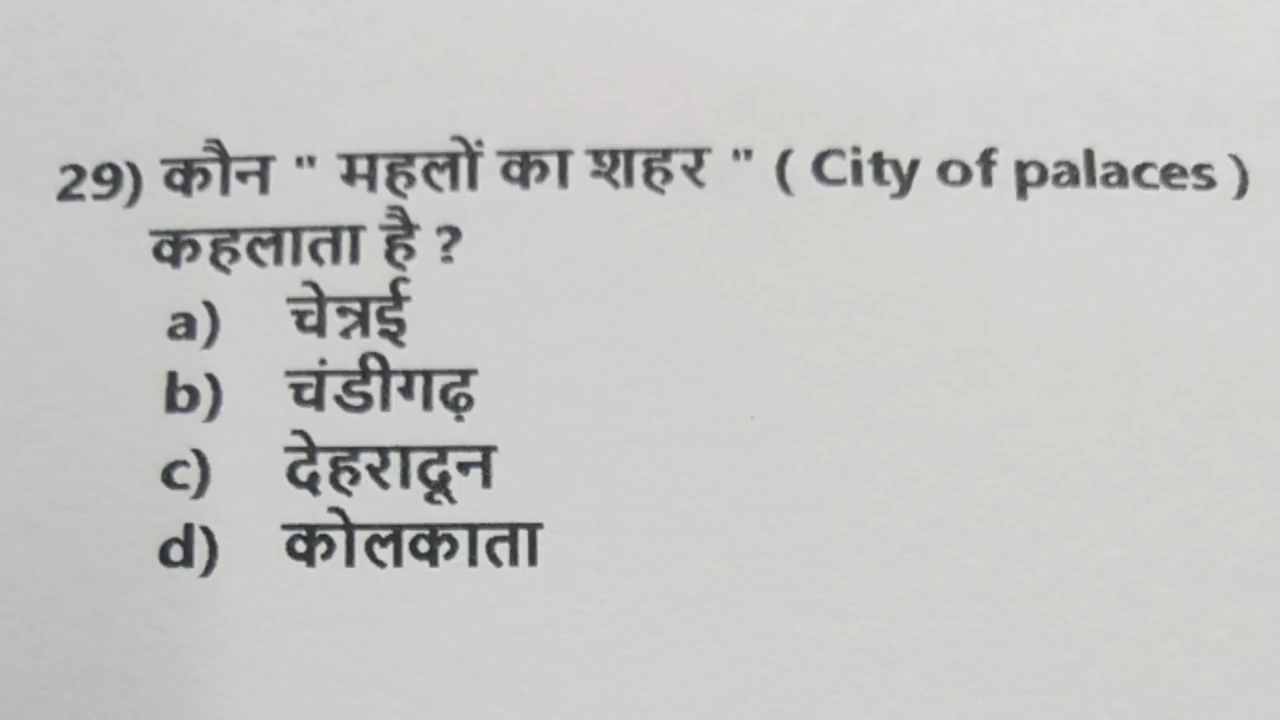 29) कौन " महलों का शहर " ( City of palaces )
कहलाता है ?
a) चेन्नई
b) चंडीगढ़
c) देहरादून
d) कोलकाता